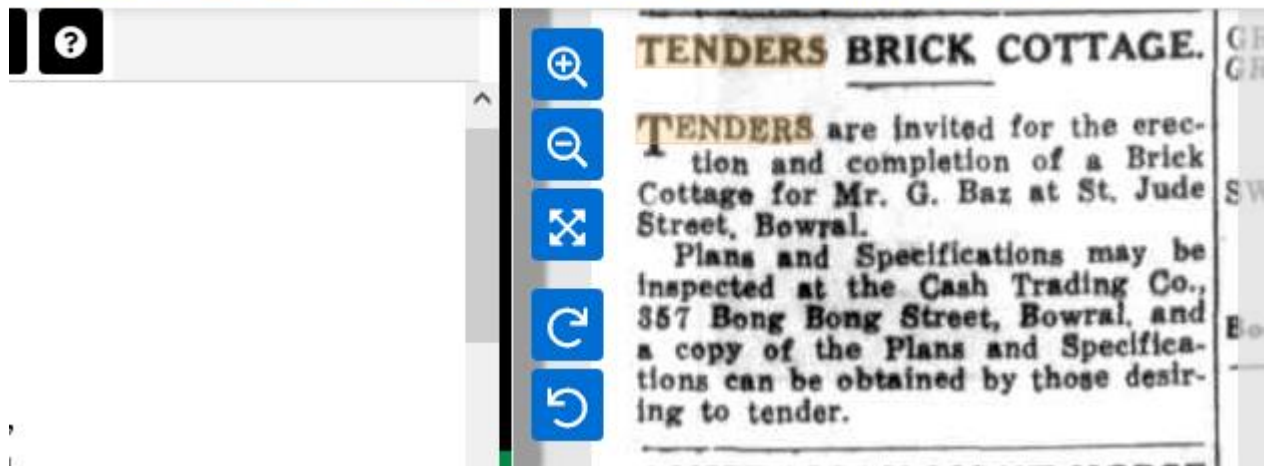 TENDERS BRICK COTTAGE.
TENDERS are invited for the erec-
tion and completion of a Brick
Cottage for Mr. G. Baz at St. Jude
Street, Bowral.
Plans and Specifications may be
inspected at the Cash Trading Co.,
357 Bong Bong Street, Bowral, and
a copy of the Plans and Specifica-
tions can be obtained by those desir-
ing to tender.